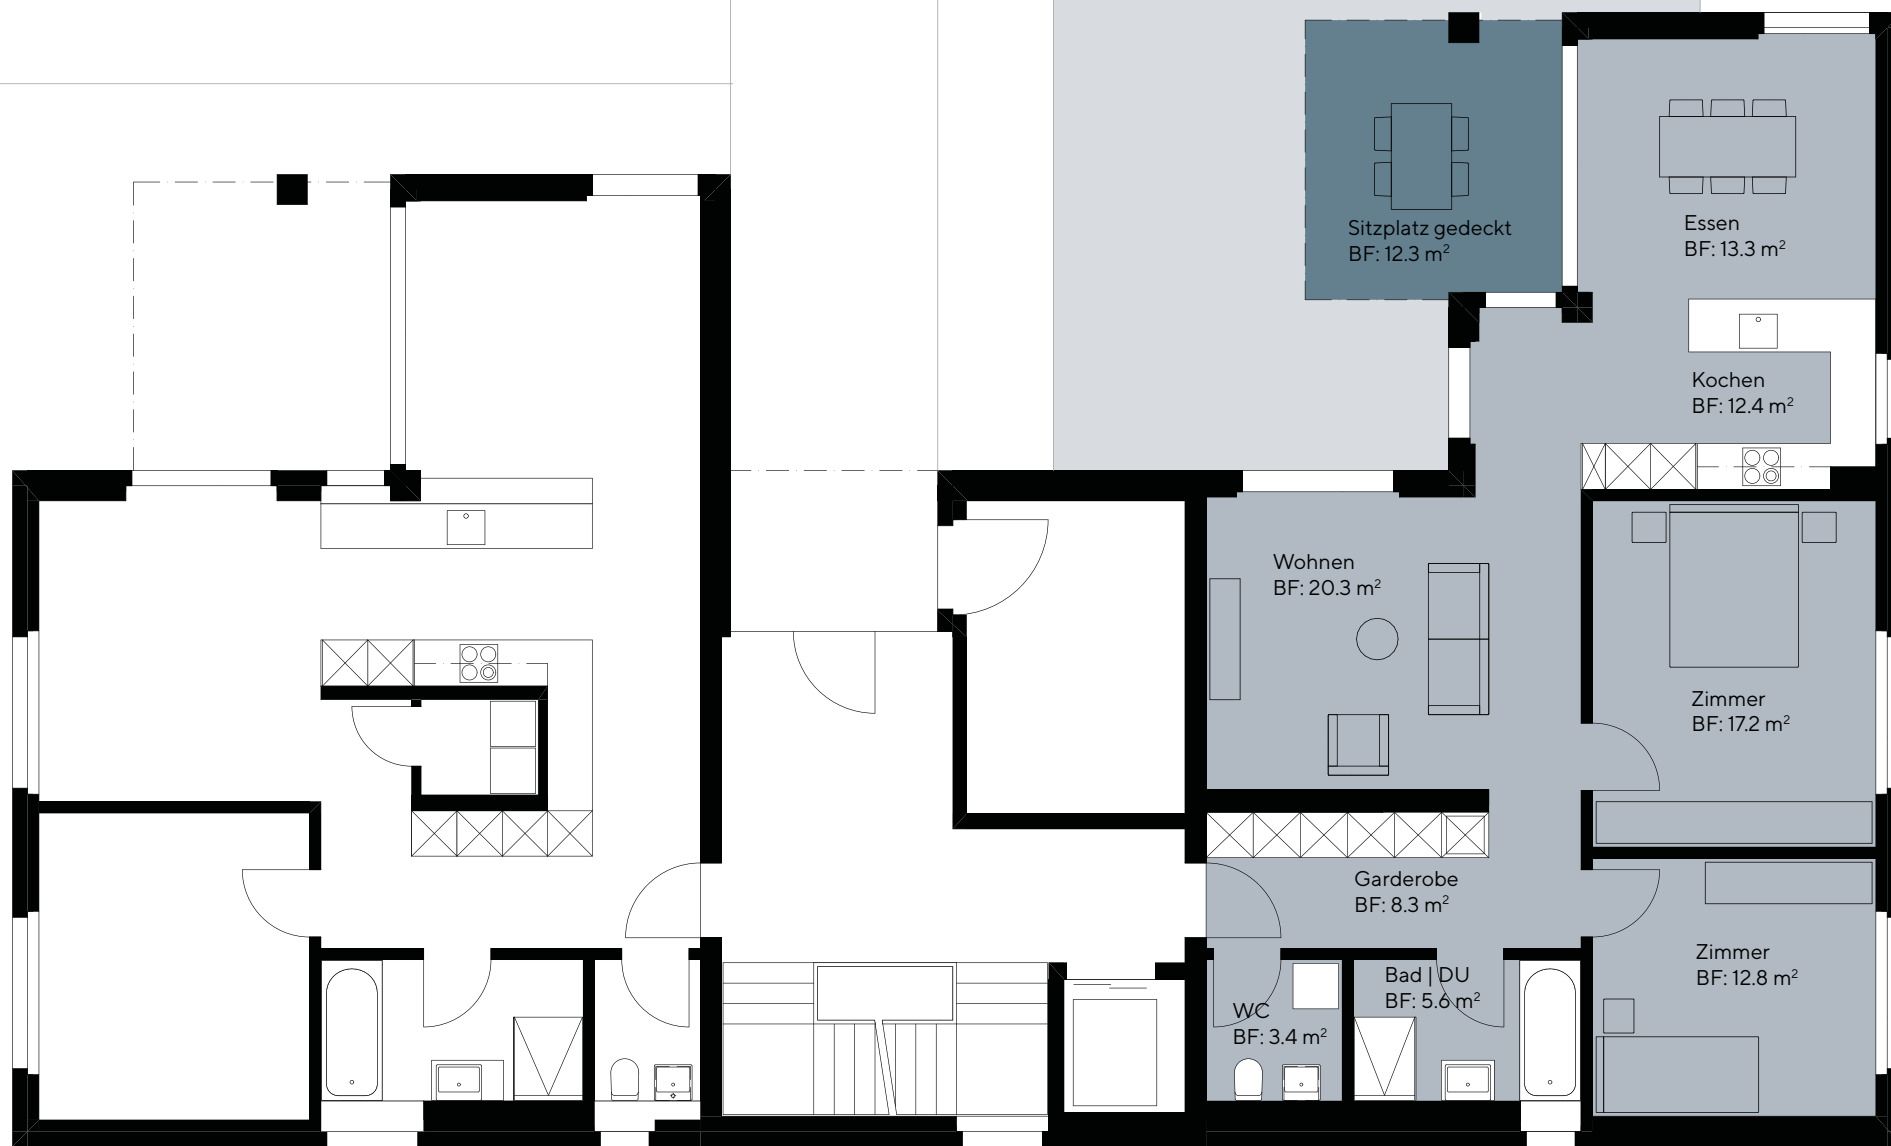 Sitzplatz gedeckt
BF: 12.3 m²
Essen
BF: 13.3 m²
Kochen
BF: 12.4 m²
Wohnen
BF: 20.3 m²
Zimmer
BF: 17.2 m²
Garderobe
BF: 8.3 m²
Zimmer
BF: 12.8 m²
Bad | DU
BF: 5.6 m²
WC
BF: 3.4 m²